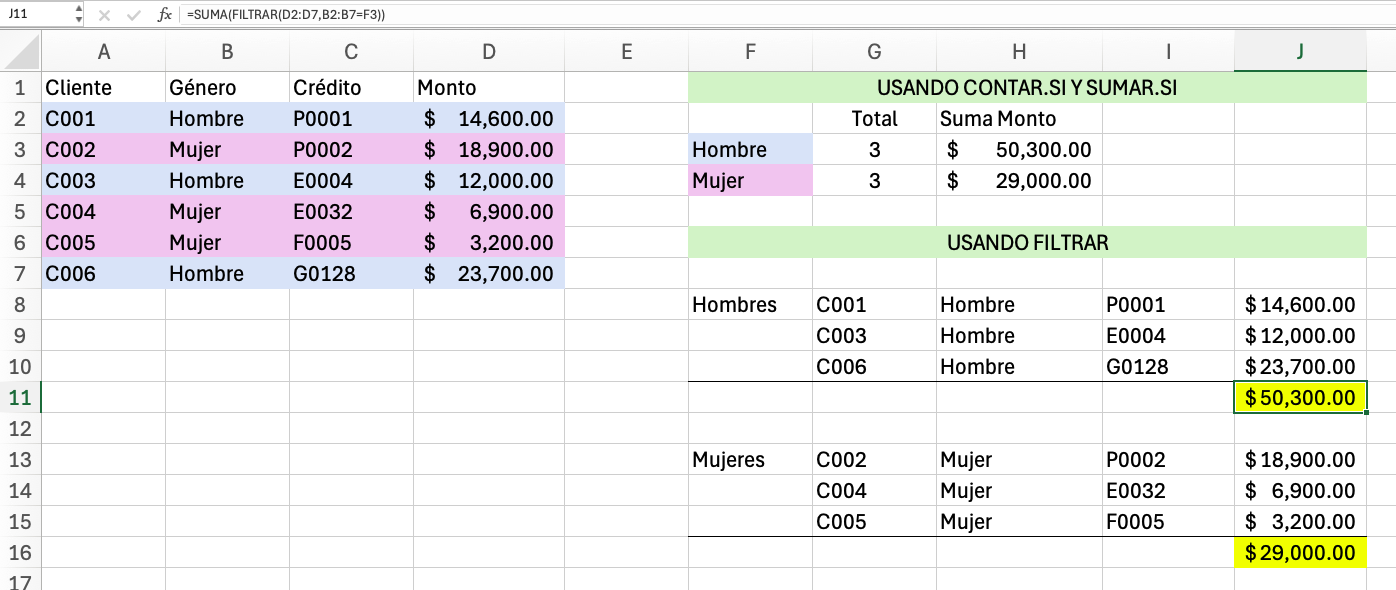 J11 fx =SUMA(FILTRAR(D2:D7,B2:B7=F3))
A B C D E F G H I J
1 Cliente Género Crédito Monto USANDO CONTAR.SI Y SUMAR.SI
2 C001 Hombre P0001 $ 14,600.00 Total Suma Monto
3 C002 Mujer P0002 $ 18,900.00 Hombre 3 $ 50,300.00
4 C003 Hombre E0004 $ 12,000.00 Mujer 3 $ 29,000.00
5 C004 Mujer E0032 $ 6,900.00
6 C005 Mujer F0005 $ 3,200.00 USANDO FILTRAR
7 C006 Hombre G0128 $ 23,700.00
8 Hombres C001 Hombre P0001 $ 14,600.00
9 C003 Hombre E0004 $ 12,000.00
10 C006 Hombre G0128 $ 23,700.00
11 $ 50,300.00
12
13 Mujeres C002 Mujer P0002 $ 18,900.00
14 C004 Mujer E0032 $ 6,900.00
15 C005 Mujer F0005 $ 3,200.00
16 $ 29,000.00
17